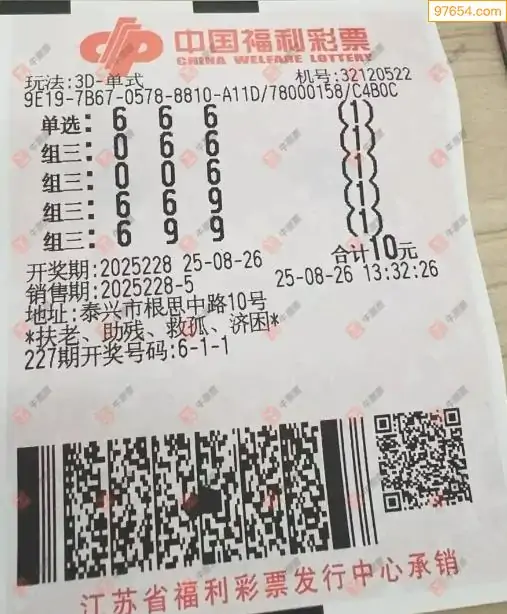 97654.com
中国福利彩票
CHINA WELFARE LOTTERY
玩法:3D-单式 机号:32120522
9E19-7B67-0578-8810-A11D/78000158/C4B0C
单选: 6 6 6 (1)
组三: 0 6 6 (1)
组三: 0 0 6 (1)
组三: 6 6 9 (1)
组三: 6 9 9 (1)
合计10元
开奖期:2025228 25-08-26
销售期:2025228-5 25-08-26 13:32:26
地址:泰兴市根思中路10号
*扶老、助残、救孤、济困*
227期开奖号码:6-1-1
江苏省福利彩票发行中心承销